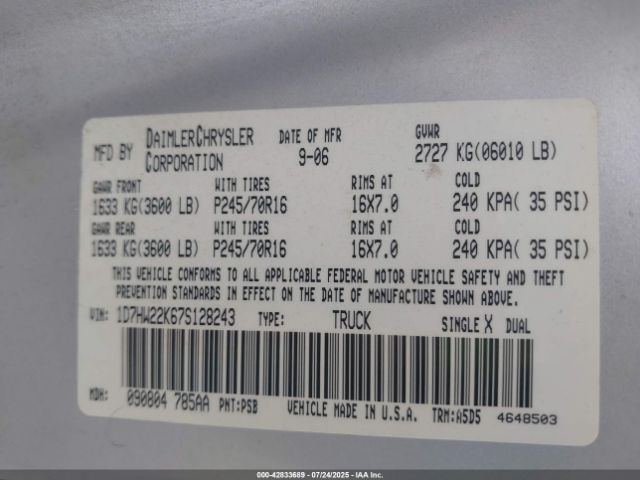 MFD BY DAIMLERCHRYSLER CORPORATION DATE OF MFR 9-06 GVWR 2727 KG(06010 LB)
GAWR FRONT WITH TIRES RIMS AT COLD
1633 KG(3600 LB) P245/70R16 16X7.0 240 KPA( 35 PSI)
GAWR REAR WITH TIRES RIMS AT COLD
1633 KG(3600 LB) P245/70R16 16X7.0 240 KPA( 35 PSI)
THIS VEHICLE CONFORMS TO ALL APPLICABLE FEDERAL MOTOR VEHICLE SAFETY AND THEFT
PREVENTION STANDARDS IN EFFECT ON THE DATE OF MANUFACTURE SHOWN ABOVE.
VIN: 1D7HW22K67S128243 TYPE: TRUCK SINGLE X DUAL
MDH: 090804 785AA PNT:PSB VEHICLE MADE IN U.S.A. TRM:A5D5 4648503
000-42833689 - 07/24/2025 - IAAI.COM